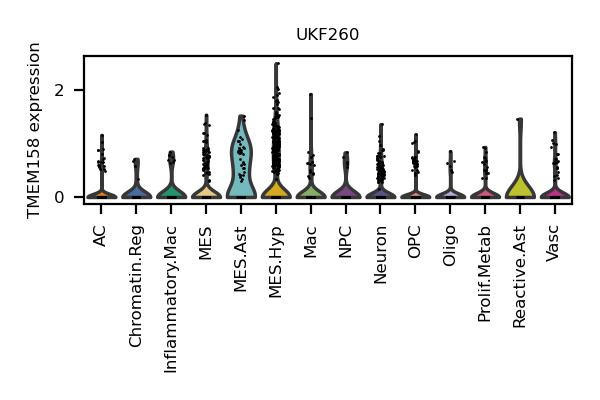 UKF260
TMEM158 expression
2
0
AC
Chromatin.Reg
Inflammatory.Mac
MES
MES.Ast
MES.Hyp
Mac
NPC
Neuron
OPC
Oligo
Prolif.Metab
Reactive.Ast
Vasc